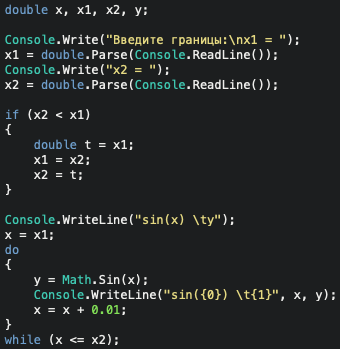 double x, x1, x2, y;
Console.Write("Введите границы:\nx1 = ");
x1 = double.Parse(Console.ReadLine());
Console.Write("x2 = ");
x2 = double.Parse(Console.ReadLine());
if (x2 < x1)
{
    double t = x1;
    x1 = x2;
    x2 = t;
}
Console.WriteLine("sin(x) \ty");
x = x1;
do
{
    y = Math.Sin(x);
    Console.WriteLine("sin({0}) \t{1}", x, y);
    x = x + 0.01;
}
while (x <= x2);